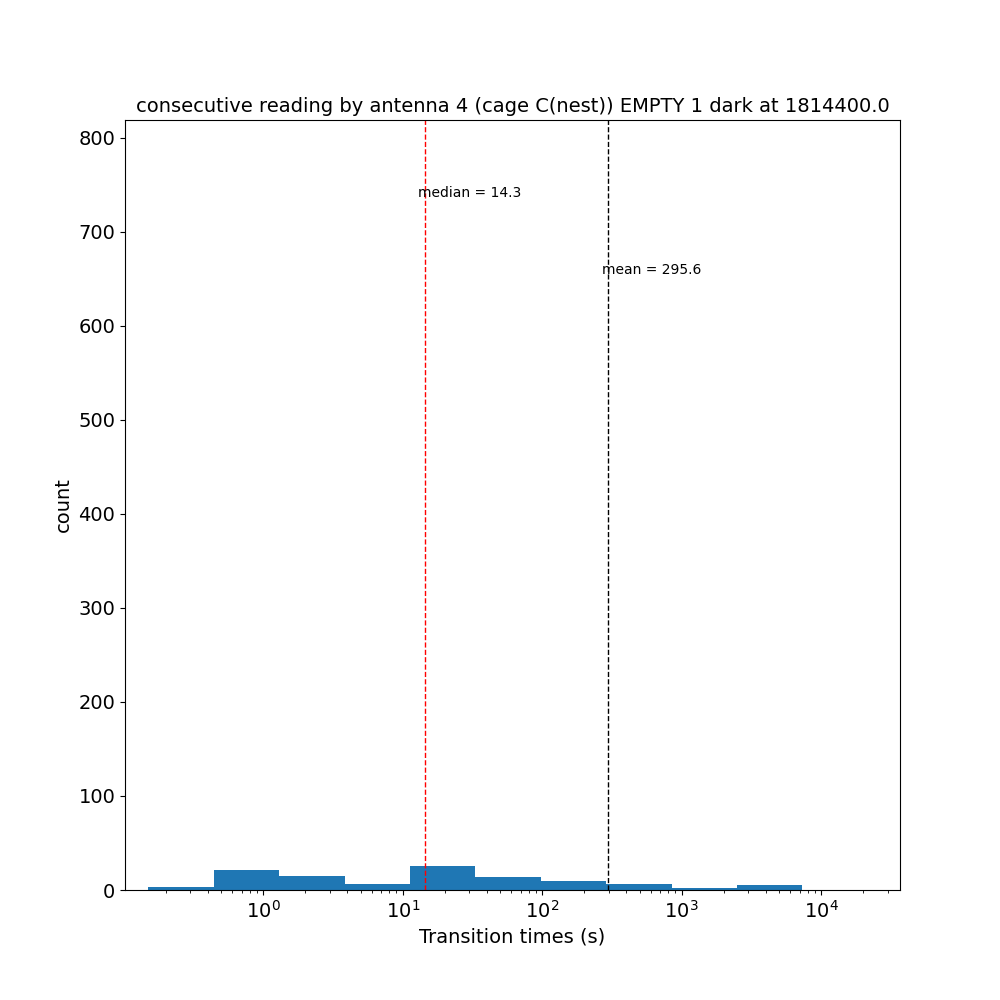 consecutive reading by antenna 4 (cage C(nest)) EMPTY 1 dark at 1814400.0
800
median = 14.3
700
mean = 295.6
600
500
count
400
300
200
100
0
10⁰ 10¹ 10² 10³ 10⁴
Transition times (s)